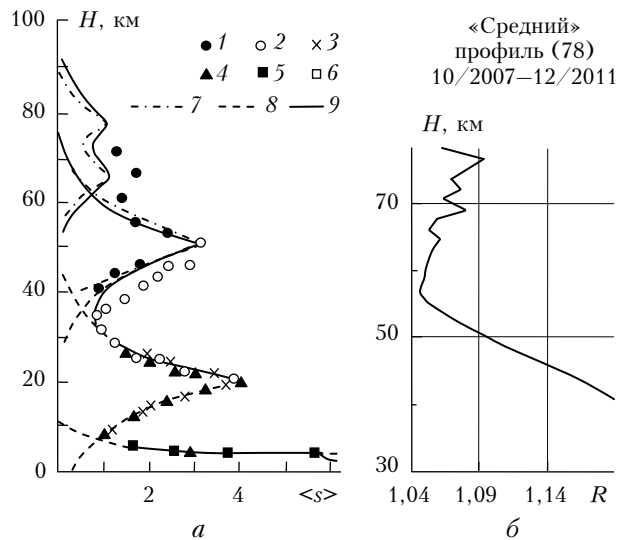 100
H, км
1 2 3
4 5 6
7 8 9
80
60
40
20
0
2 4 <s>
а
«Средний»
профиль (78)
10/2007–12/2011
H, км
70
50
30
1,04 1,09 1,14 R
б